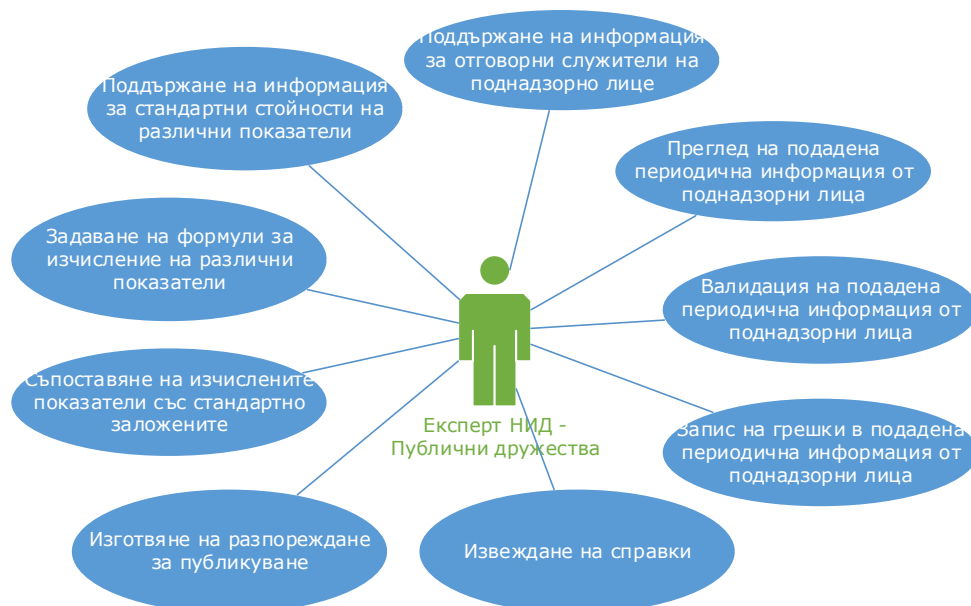 Поддържане на информация
за отговорни служители на
поднадзорно лице
Поддържане на информация
за стандартни стойности на
различни показатели
Преглед на подадена
периодична информация от
поднадзорни лица
Задаване на формули за
изчисление на различни
показатели
Валидация на подадена
периодична информация от
поднадзорни лица
Съпоставяне на изчислените
показатели със стандартно
заложените
Експерт НИД -
Публични дружества
Запис на грешки в подадена
периодична информация от
поднадзорни лица
Изготвяне на разпореждане
за публикуване
Извеждане на справки